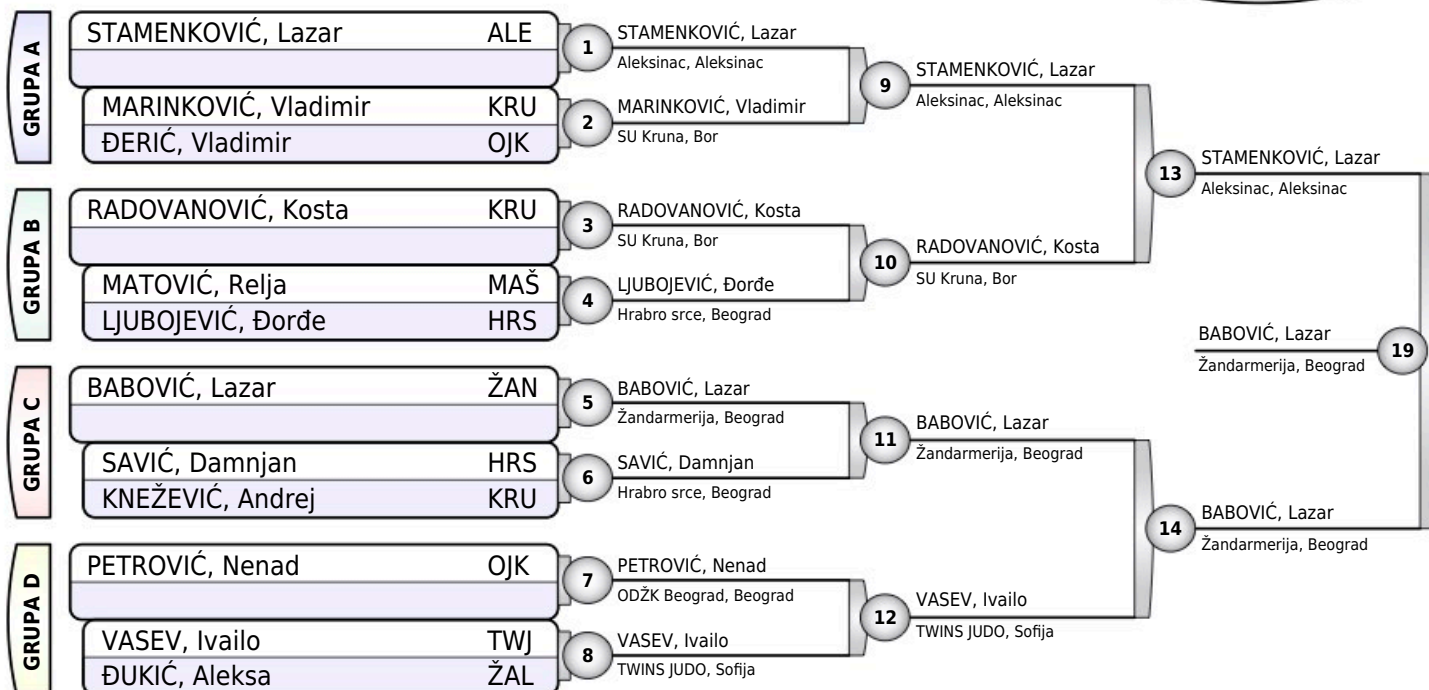 GRUPA A
STAMENKOVIĆ, Lazar ALE
MARINKOVIĆ, Vladimir KRU
ĐERIĆ, Vladimir OJK
GRUPA B
RADOVANOVIĆ, Kosta KRU
MATOVIĆ, Relja MAŠ
LJUBOJEVIĆ, Đorđe HRS
GRUPA C
BABOVIĆ, Lazar ŽAN
SAVIĆ, Damnjan HRS
KNEŽEVIĆ, Andrej KRU
GRUPA D
PETROVIĆ, Nenad OJK
VASEV, Ivailo TWJ
ĐUKIĆ, Aleksa ŽAL
1
STAMENKOVIĆ, Lazar
Aleksinac, Aleksinac
2
MARINKOVIĆ, Vladimir
SU Kruna, Bor
3
RADOVANOVIĆ, Kosta
SU Kruna, Bor
4
LJUBOJEVIĆ, Đorđe
Hrabro srce, Beograd
5
BABOVIĆ, Lazar
Žandarmerija, Beograd
6
SAVIĆ, Damnjan
Hrabro srce, Beograd
7
PETROVIĆ, Nenad
ODŽK Beograd, Beograd
8
VASEV, Ivailo
TWINS JUDO, Sofija
9
STAMENKOVIĆ, Lazar
Aleksinac, Aleksinac
10
RADOVANOVIĆ, Kosta
SU Kruna, Bor
11
BABOVIĆ, Lazar
Žandarmerija, Beograd
12
VASEV, Ivailo
TWINS JUDO, Sofija
13
STAMENKOVIĆ, Lazar
Aleksinac, Aleksinac
14
BABOVIĆ, Lazar
Žandarmerija, Beograd
BABOVIĆ, Lazar
Žandarmerija, Beograd
19